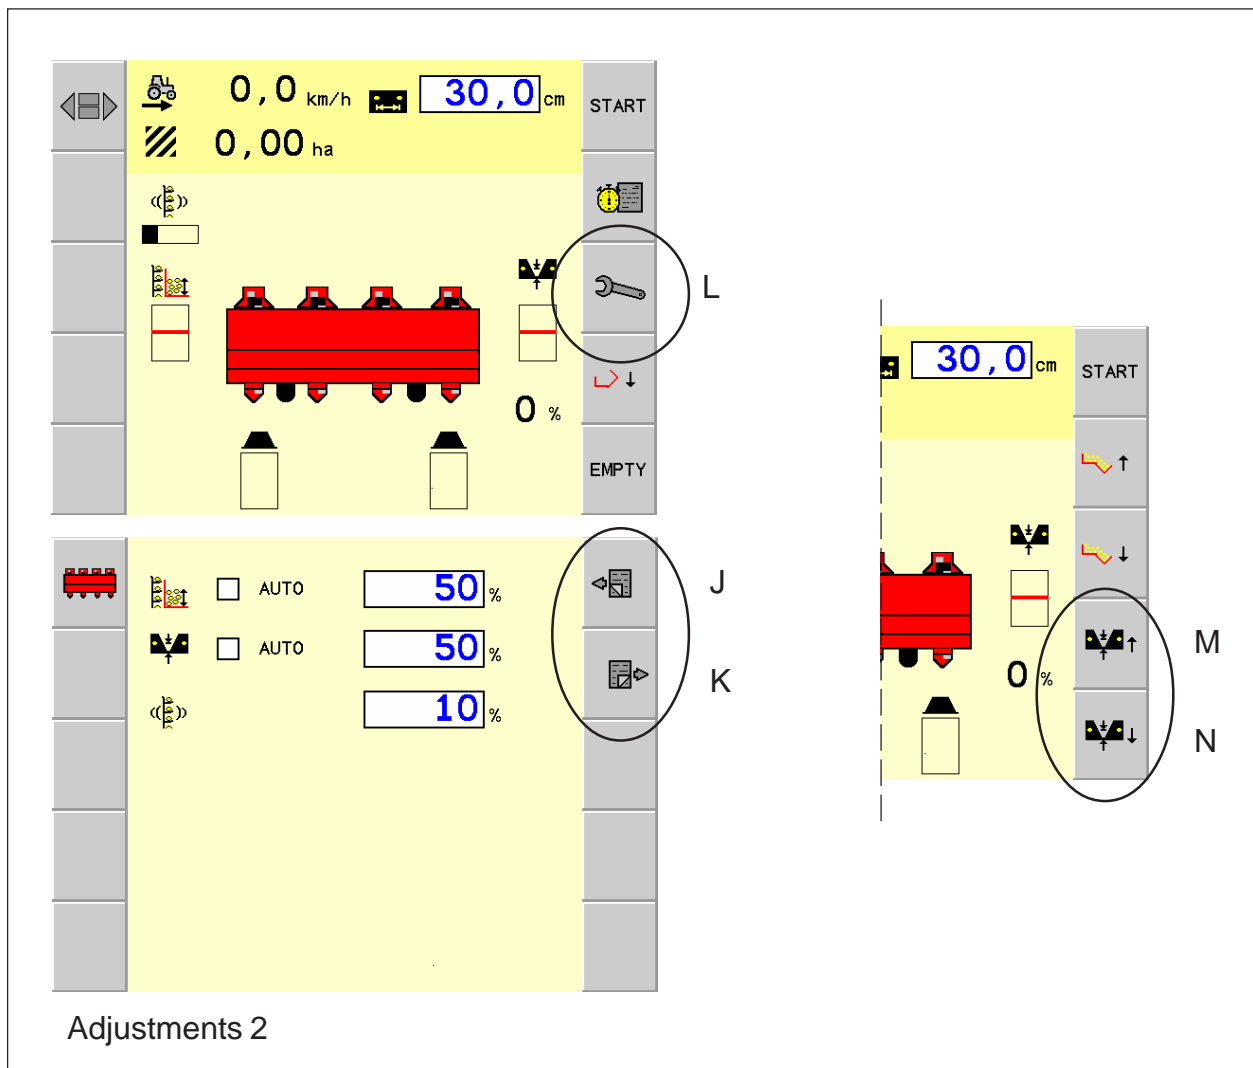 0,0 km/h 30,0 cm START
0,00 ha
L
0 %
EMPTY
AUTO 50 %
AUTO 50 %
10 %
J
K
30,0 cm START
0 %
M
N
Adjustments 2